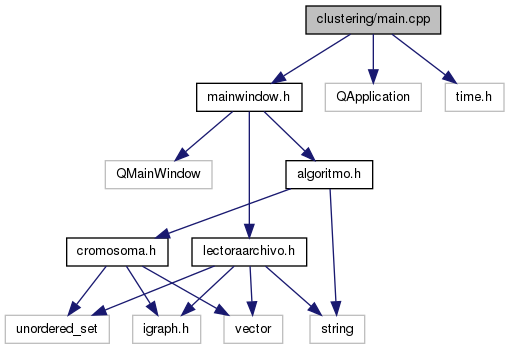 clustering/main.cpp
mainwindow.h
QApplication
time.h
QMainWindow
algoritmo.h
cromosoma.h
lectoraarchivo.h
unordered_set
igraph.h
vector
string